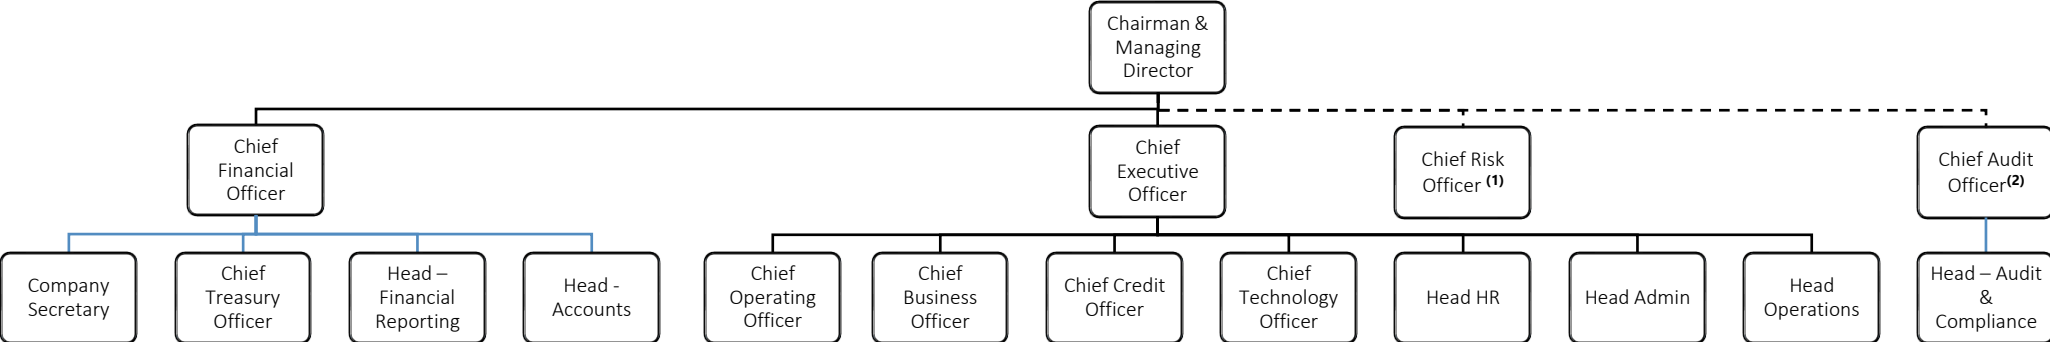 Chairman &
Managing
Director
Chief
Financial
Officer
Chief
Executive
Officer
Chief Risk
Officer (1)
Chief Audit
Officer(2)
Company
Secretary
Chief
Treasury
Officer
Head –
Financial
Reporting
Head -
Accounts
Chief
Operating
Officer
Chief
Business
Officer
Chief Credit
Officer
Chief
Technology
Officer
Head HR
Head Admin
Head
Operations
Head – Audit
&
Compliance